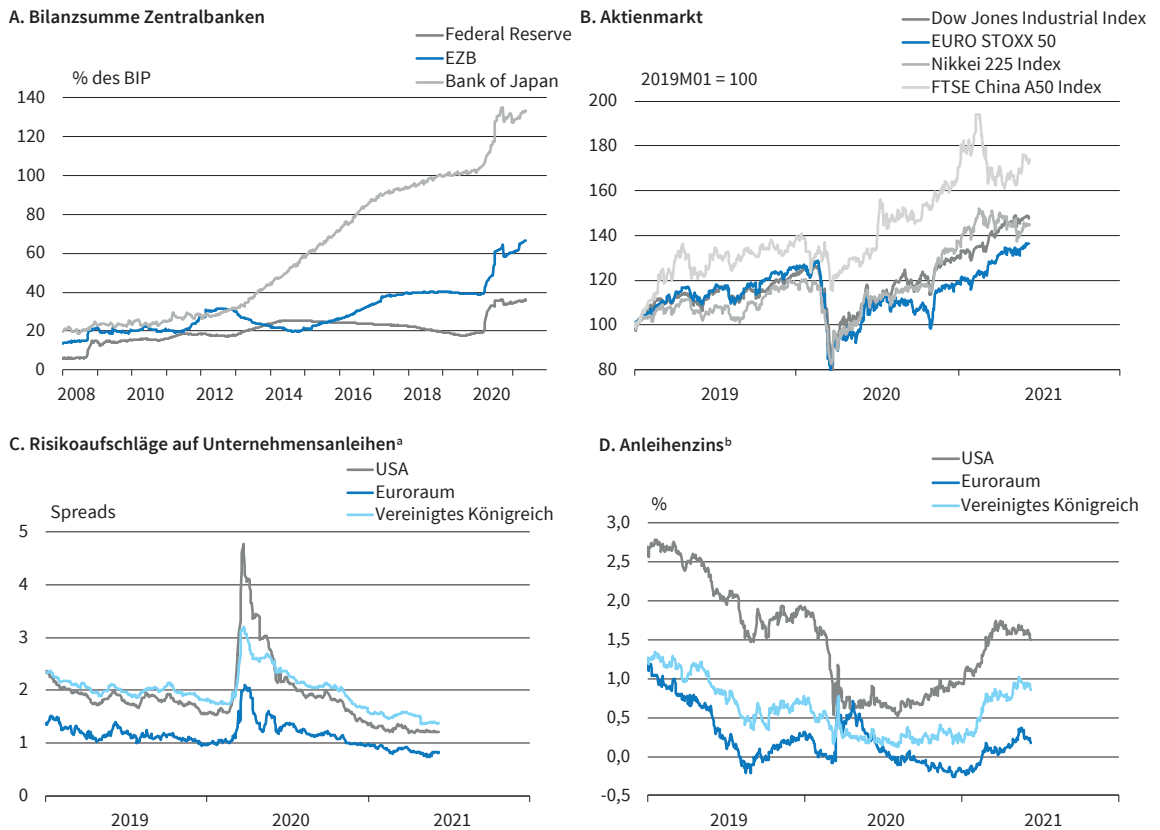 A. Bilanzsumme Zentralbanken
Federal Reserve
EZB
Bank of Japan
% des BIP
140
120
100
80
60
40
20
0
2008 2010 2012 2014 2016 2018 2020
B. Aktienmarkt
Dow Jones Industrial Index
EURO STOXX 50
Nikkei 225 Index
FTSE China A50 Index
2019M01 = 100
200
180
160
140
120
100
80
2019 2020 2021
C. Risikoaufschläge auf Unternehmensanleihenᵃ
USA
Euroraum
Vereinigtes Königreich
Spreads
5
4
3
2
1
0
2019 2020 2021
D. Anleihenzinsᵇ
USA
Euroraum
Vereinigtes Königreich
%
3,0
2,5
2,0
1,5
1,0
0,5
0,0
-0,5
2019 2020 2021